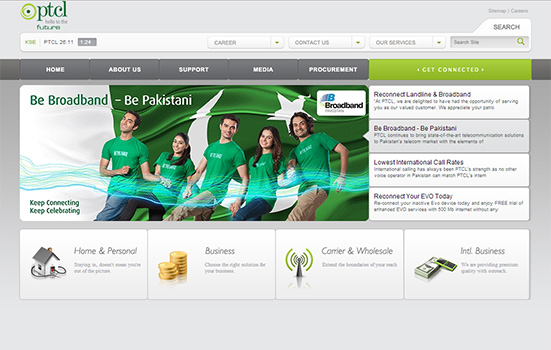 ptcl
hello to the
future
Sitemap | Careers
SEARCH
KSE PTCL 26.11 1.24
CAREER
CONTACT US
OUR SERVICES
Search Site
HOME
ABOUT US
SUPPORT
MEDIA
PROCUREMENT
GET CONNECTED
Be Broadband - Be Pakistani
Broadband
PAKISTAN
Keep Connecting
Keep Celebrating
Reconnect Landline & Broadband
"At PTCL, we are delighted to have had the opportunity of serving
you as our valued customer. We appreciate your patro
Be Broadband - Be Pakistani
PTCL continues to bring state-of-the-art telecommunication solutions
to Pakistan's telecom market with the elements of
Lowest International Call Rates
International calling has always been PTCL's strength as no other
voice operator in Pakistan can match PTCL's intern
Reconnect Your EVO Today
Re-connect your inactive Evo device today and enjoy FREE trial of
enhanced EVO services with 500 Mb internet without any
Home & Personal
Staying in, doesn't mean you're
out of the picture.
Business
Choose the right solution for
your business.
Carrier & Wholesale
Extend the boundaries of your reach
Intl. Business
We are providing premium
quality with outreach.